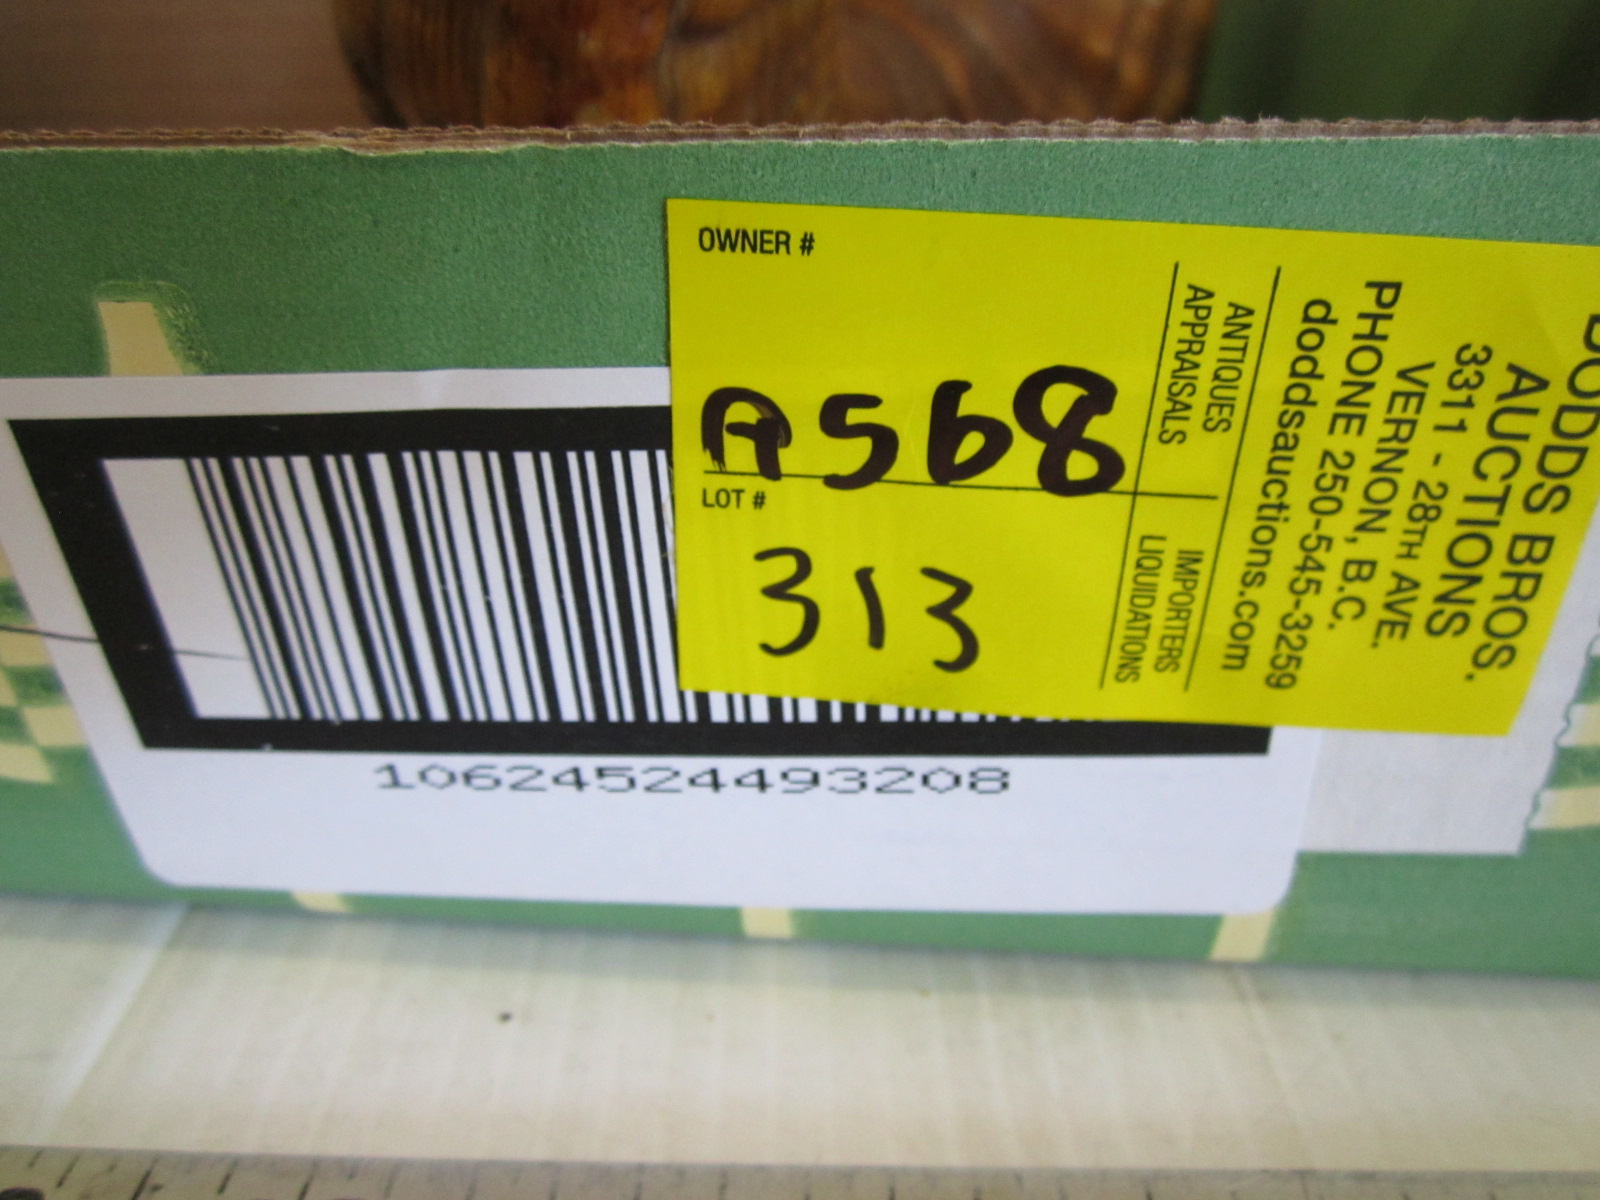 OWNER #
A568
LOT #
313
ANTIQUES
APPRAISALS
IMPORTERS
LIQUIDATIONS
DODDS BROS.
AUCTIONS
3311 - 28TH AVE.
VERNON, B.C.
PHONE 250-545-3259
doddsauctions.com
10624524493208